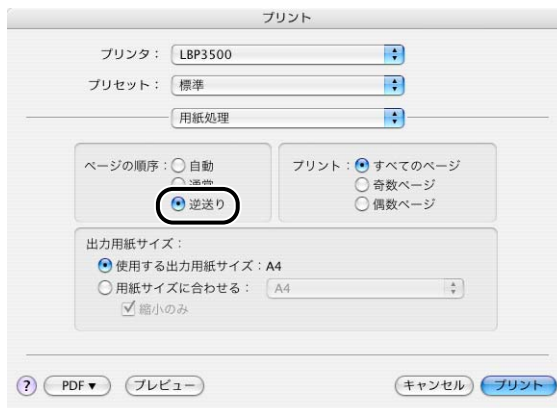 プリント
プリンタ： LBP3500
プリセット： 標準
用紙処理
ページの順序： 自動
通常
逆送り
プリント： すべてのページ
奇数ページ
偶数ページ
出力用紙サイズ：
使用する出力用紙サイズ：A4
用紙サイズに合わせる： A4
縮小のみ
? PDF▼ プレビュー キャンセル プリント